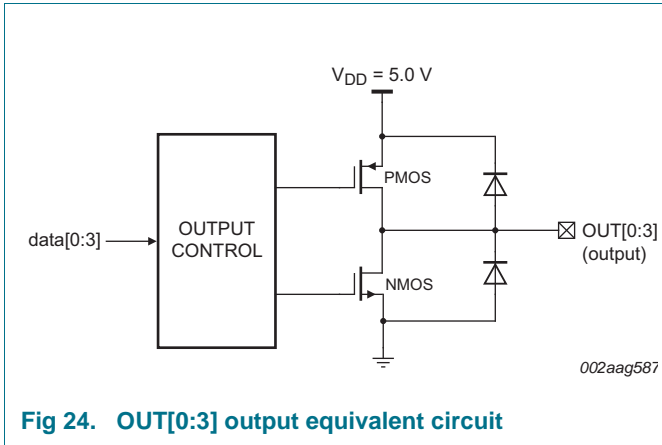 VDD = 5.0 V
PMOS
OUTPUT
CONTROL
data[0:3]
OUT[0:3]
(output)
NMOS
002aag587
Fig 24. OUT[0:3] output equivalent circuit